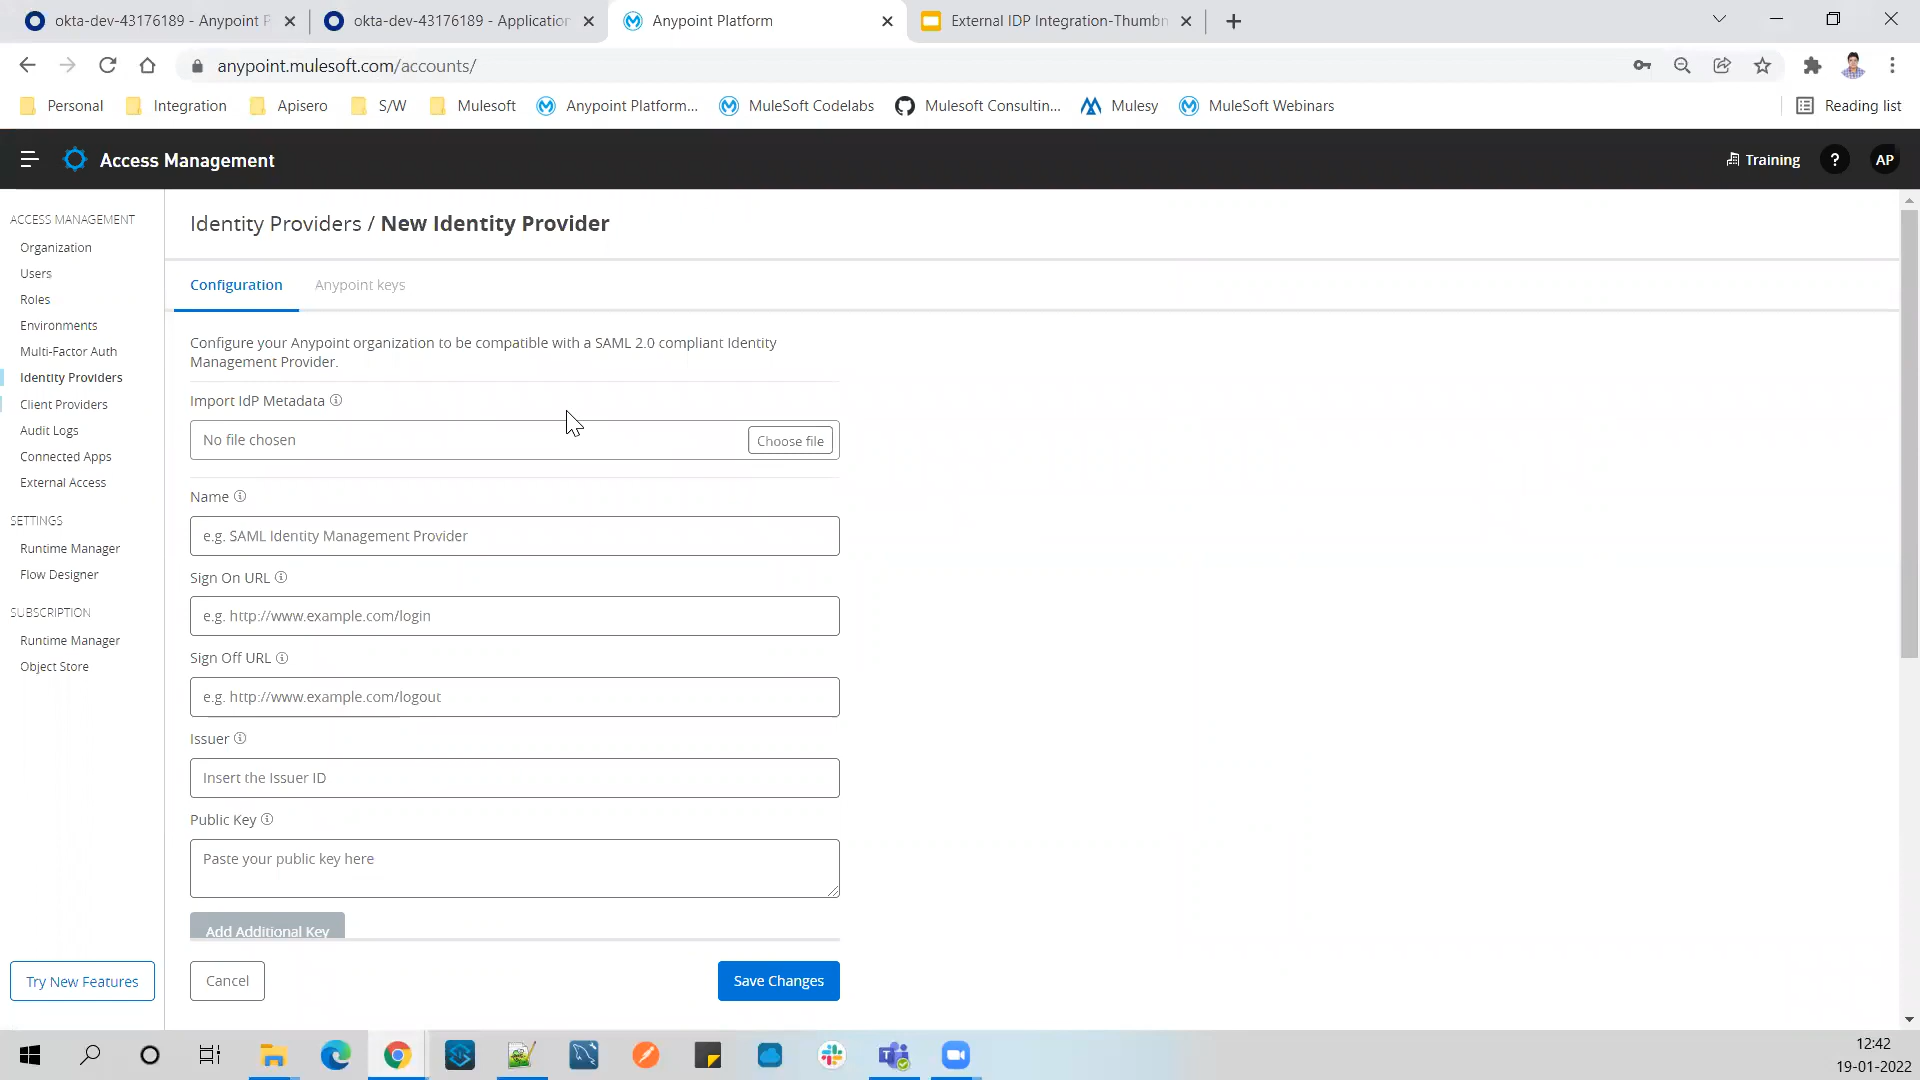 okta-dev-43176189 - Anypoint P
okta-dev-43176189 - Application
Anypoint Platform
External IDP Integration-Thumbn
anypoint.mulesoft.com/accounts/
Personal
Integration
Apisero
S/W
Mulesoft
Anypoint Platform...
MuleSoft Codelabs
Mulesoft Consultin...
Mulesy
MuleSoft Webinars
Reading list
Access Management
Training
?
AP
ACCESS MANAGEMENT
Organization
Users
Roles
Environments
Multi-Factor Auth
Identity Providers
Client Providers
Audit Logs
Connected Apps
External Access
SETTINGS
Runtime Manager
Flow Designer
SUBSCRIPTION
Runtime Manager
Object Store
Try New Features
Identity Providers / New Identity Provider
Configuration
Anypoint keys
Configure your Anypoint organization to be compatible with a SAML 2.0 compliant Identity
Management Provider.
Import IdP Metadata
No file chosen
Choose file
Name
e.g. SAML Identity Management Provider
Sign On URL
e.g. http://www.example.com/login
Sign Off URL
e.g. http://www.example.com/logout
Issuer
Insert the Issuer ID
Public Key
Paste your public key here
Add Additional Key
Cancel
Save Changes
12:42
19-01-2022